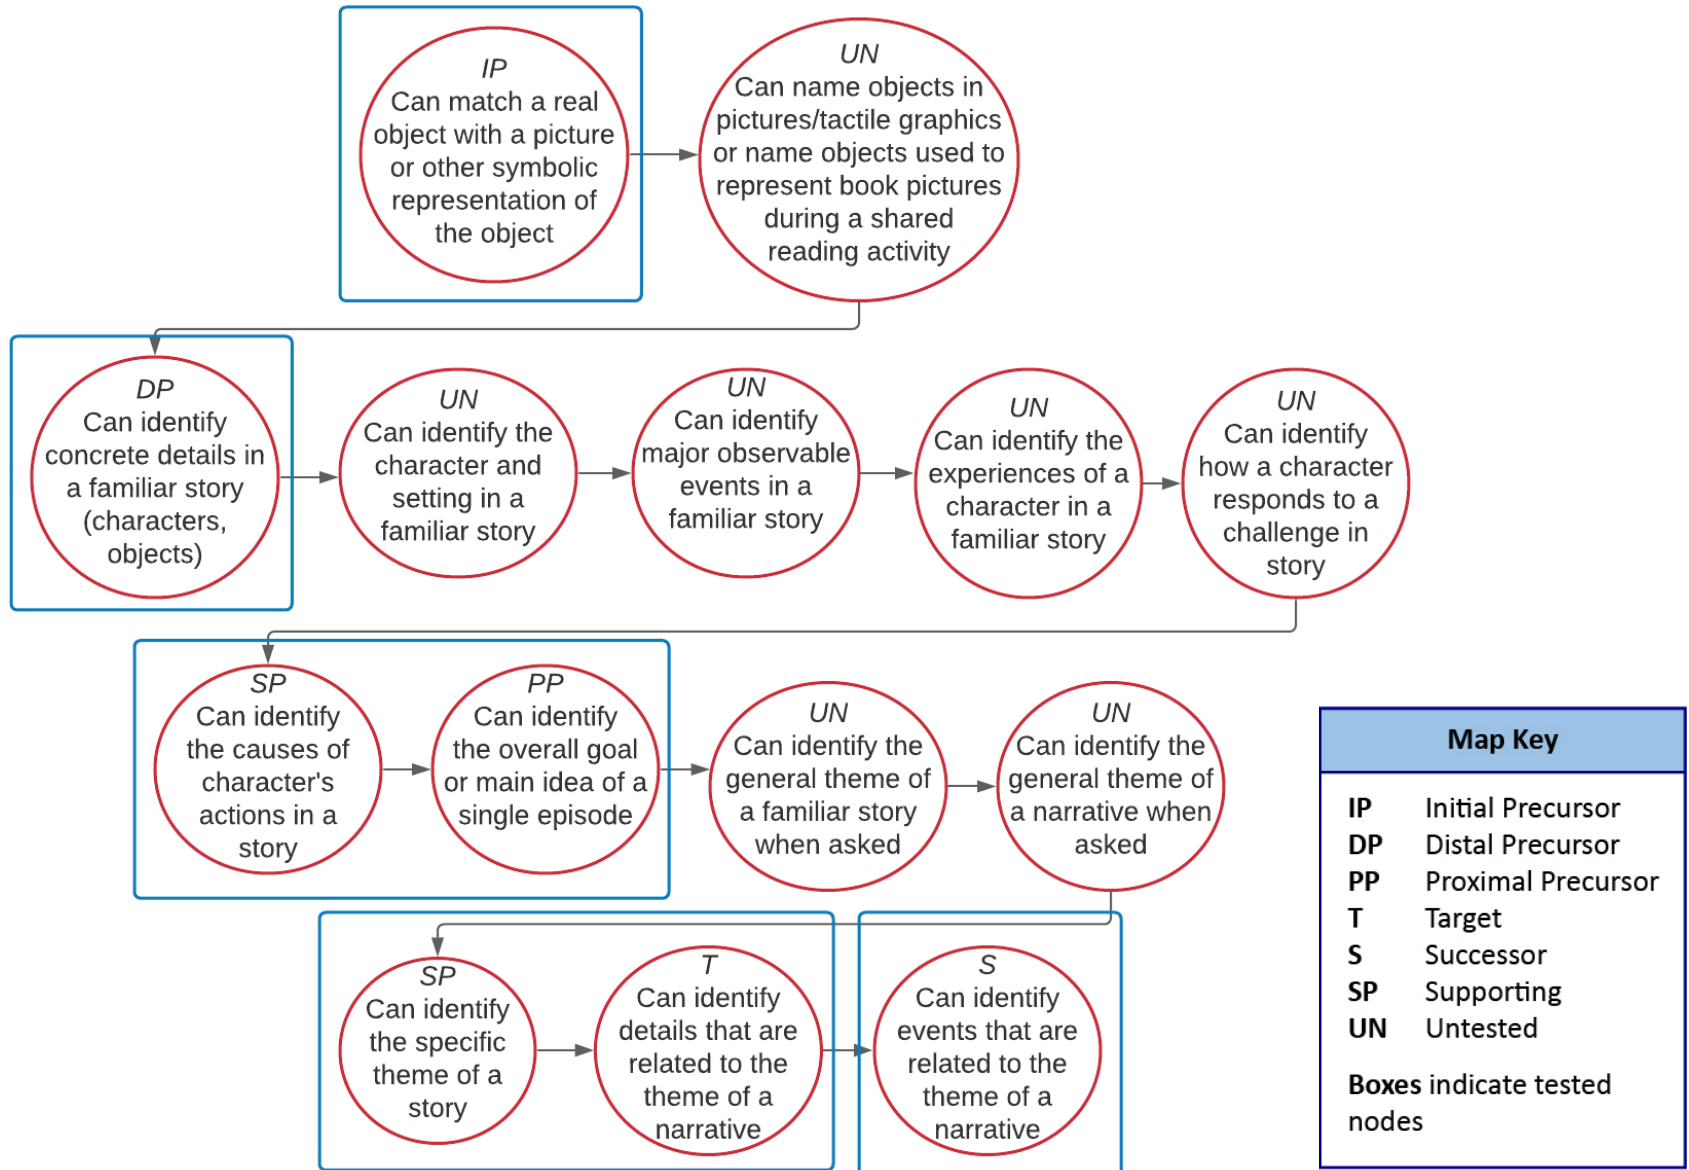 IP
Can match a real
object with a picture
or other symbolic
representation of
the object
UN
Can name objects in
pictures/tactile graphics
or name objects used to
represent book pictures
during a shared
reading activity
DP
Can identify
concrete details in
a familiar story
(characters,
objects)
UN
Can identify the
character and
setting in a
familiar story
UN
Can identify
major observable
events in a
familiar story
UN
Can identify the
experiences of a
character in a
familiar story
UN
Can identify
how a character
responds to a
challenge in
story
SP
Can identify
the causes of
character's
actions in a
story
PP
Can identify
the overall goal
or main idea of a
single episode
UN
Can identify the
general theme of
a familiar story
when asked
UN
Can identify the
general theme of
a narrative when
asked
SP
Can identify
the specific
theme of a
story
T
Can identify
details that are
related to the
theme of a
narrative
S
Can identify
events that are
related to the
theme of a
narrative
Map Key
IP Initial Precursor
DP Distal Precursor
PP Proximal Precursor
T Target
S Successor
SP Supporting
UN Untested
Boxes indicate tested
nodes